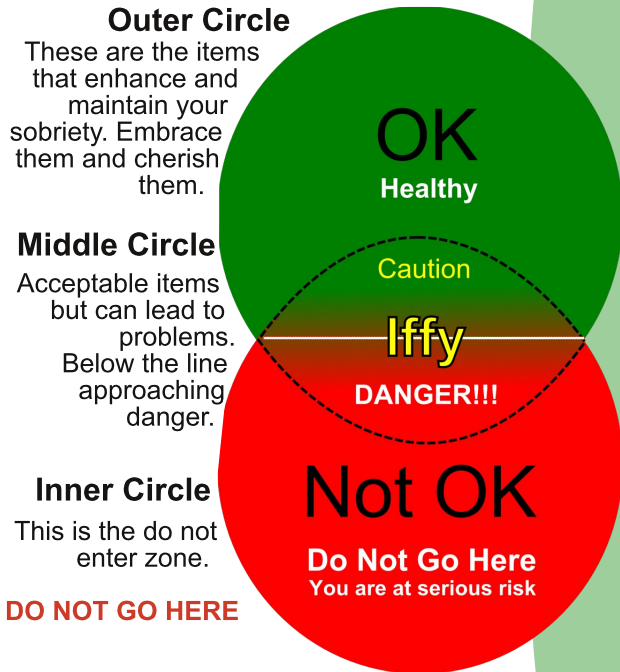 Outer Circle
These are the items
that enhance and
maintain your
sobriety. Embrace
them and cherish
them.
Middle Circle
Acceptable items
but can lead to
problems.
Below the line
approaching
danger.
Inner Circle
This is the do not
enter zone.
DO NOT GO HERE
OK
Healthy
Caution
Iffy
DANGER!!!
Not OK
Do Not Go Here
You are at serious risk